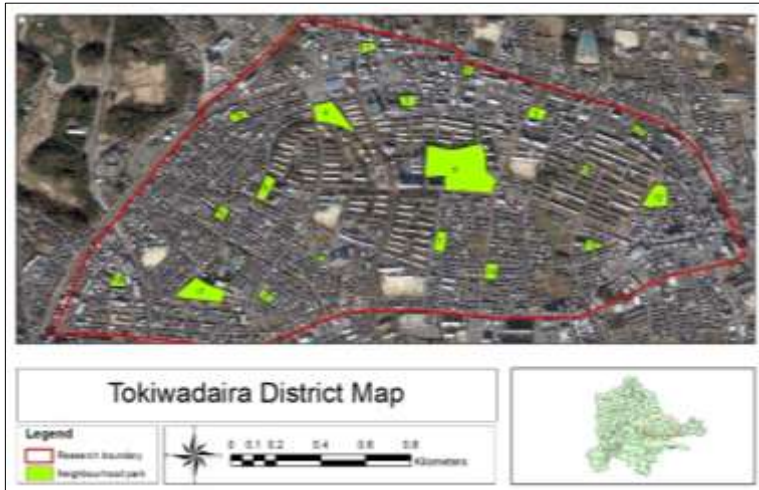 Tokiwadaira District Map
Legend
Research boundary
Neighbourhood park
0 0.1 0.2 0.4 0.6 0.8
Kilometers